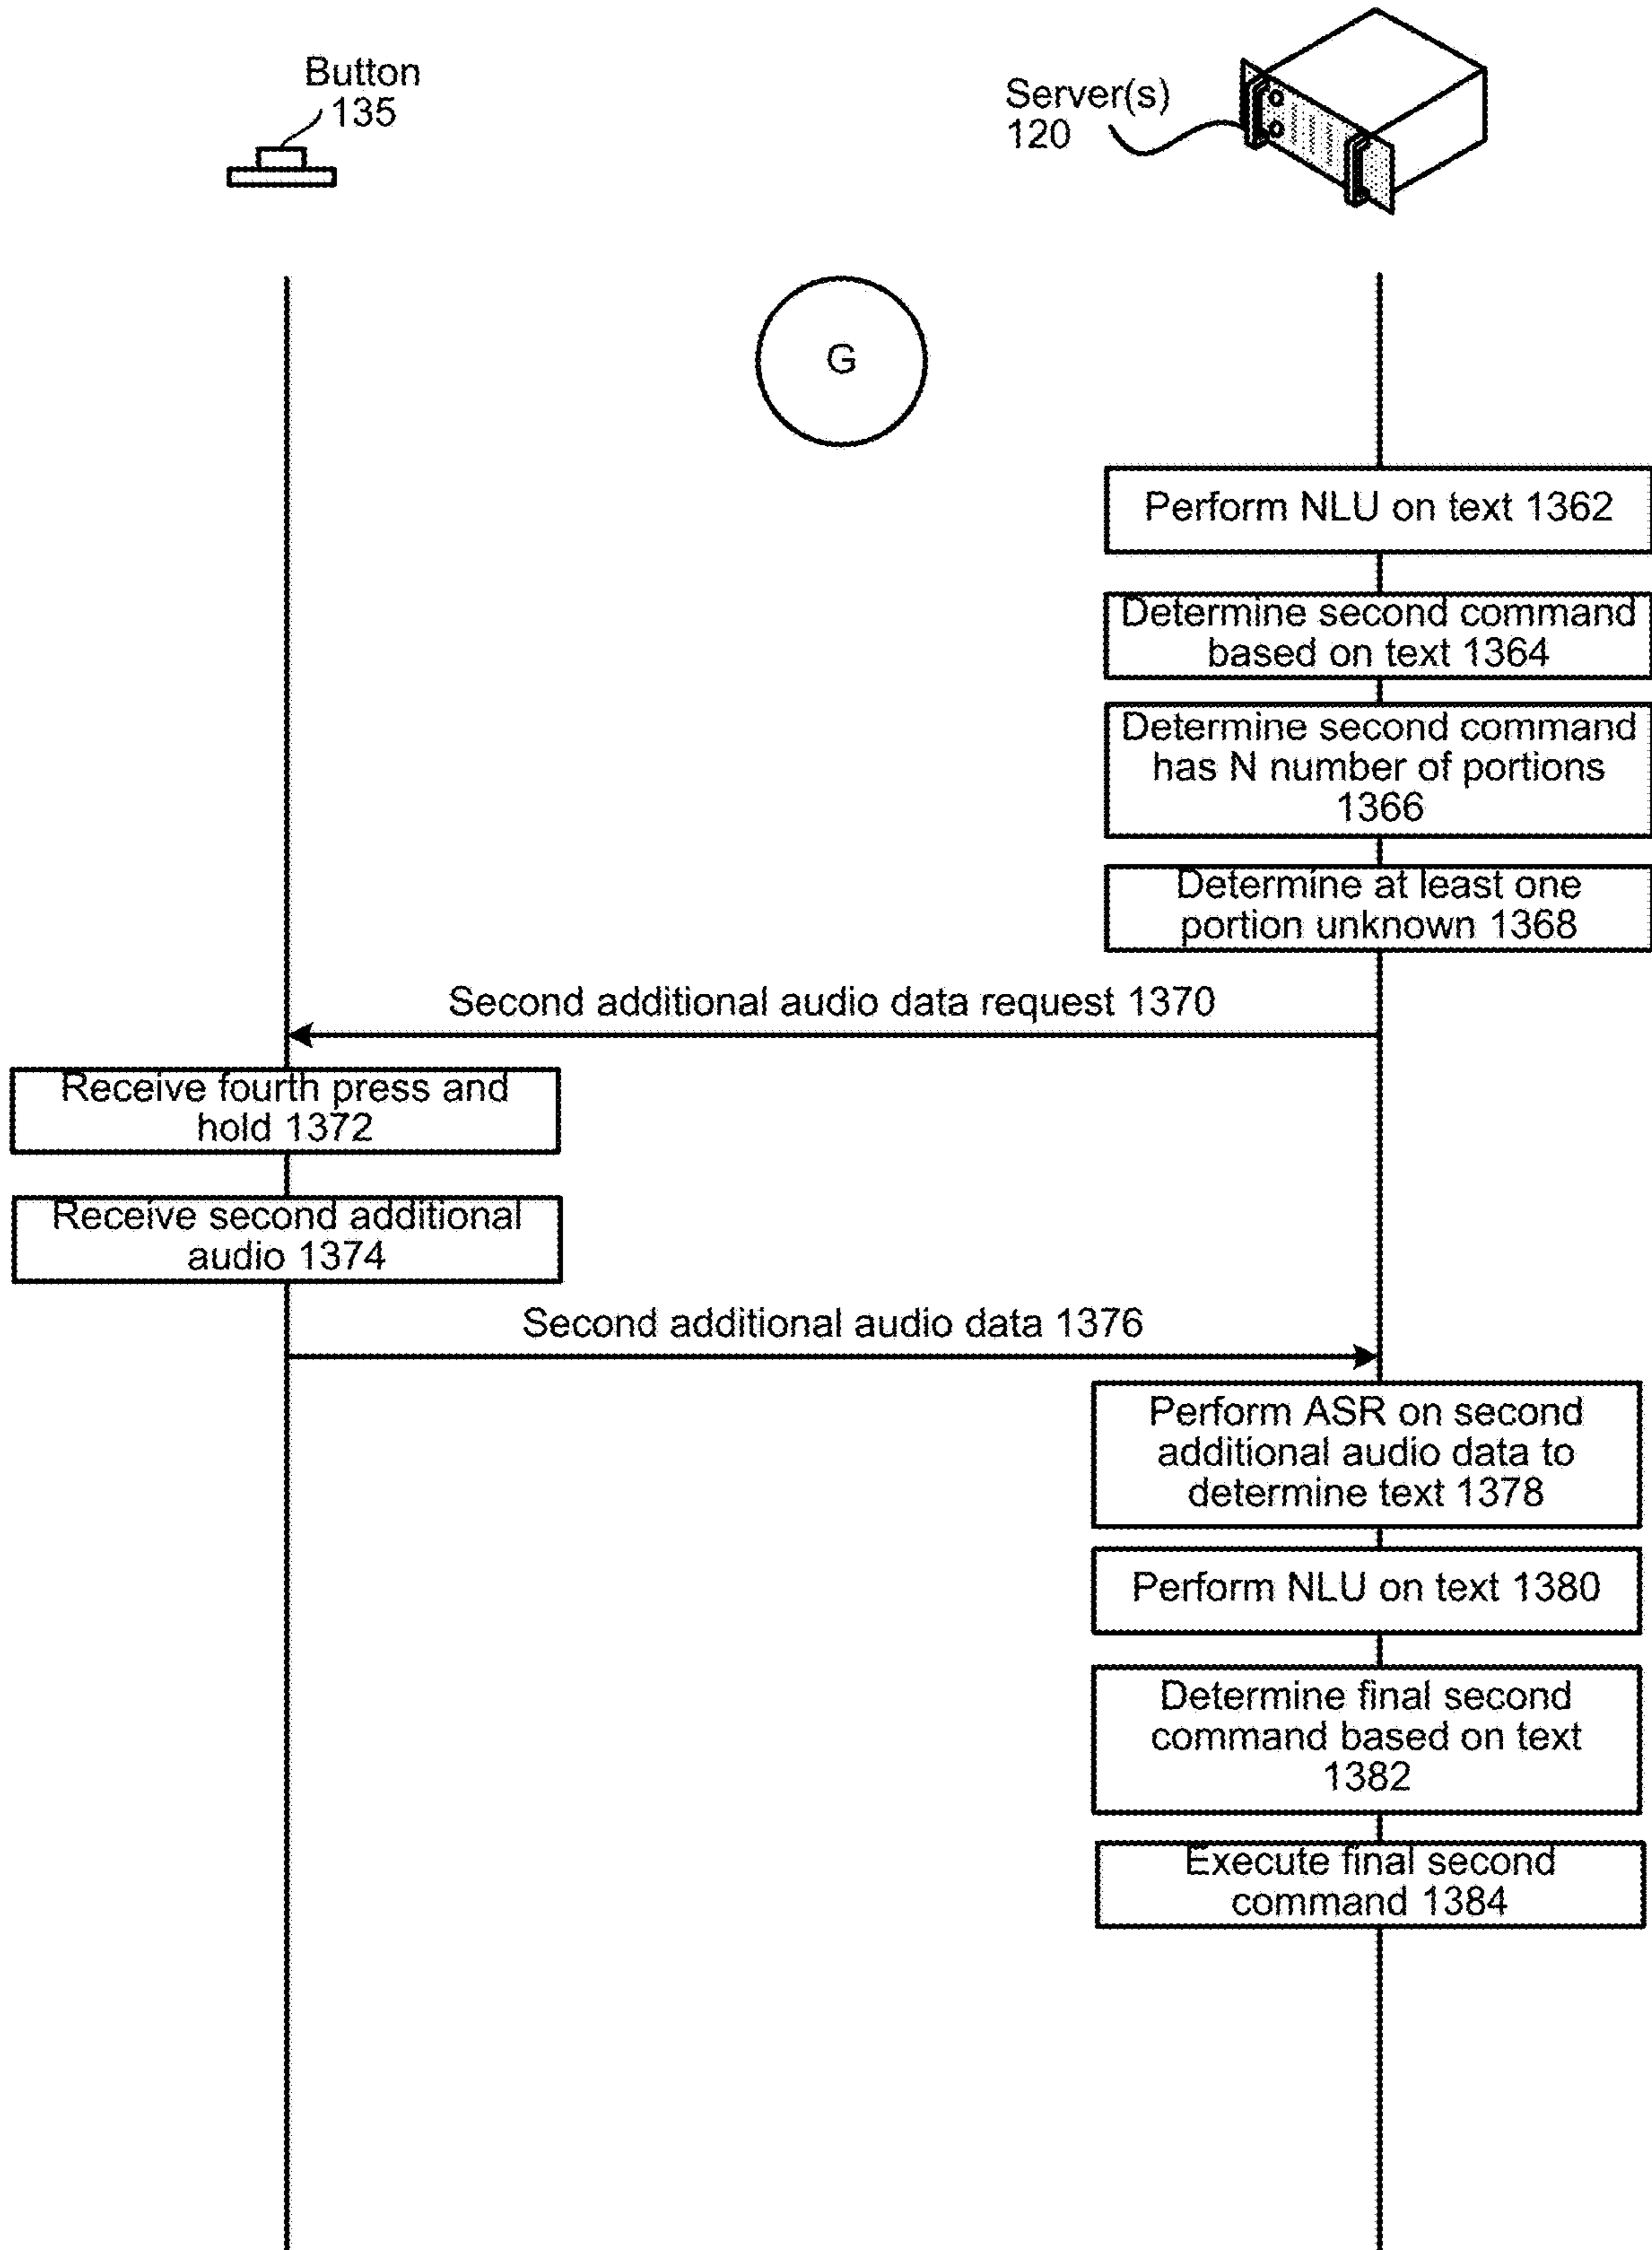 Button
135
Server(s)
120
G
Perform NLU on text 1362
Determine second command
based on text 1364
Determine second command
has N number of portions
1366
Determine at least one
portion unknown 1368
Second additional audio data request 1370
Receive fourth press and
hold 1372
Receive second additional
audio 1374
Second additional audio data 1376
Perform ASR on second
additional audio data to
determine text 1378
Perform NLU on text 1380
Determine final second
command based on text
1382
Execute final second
command 1384